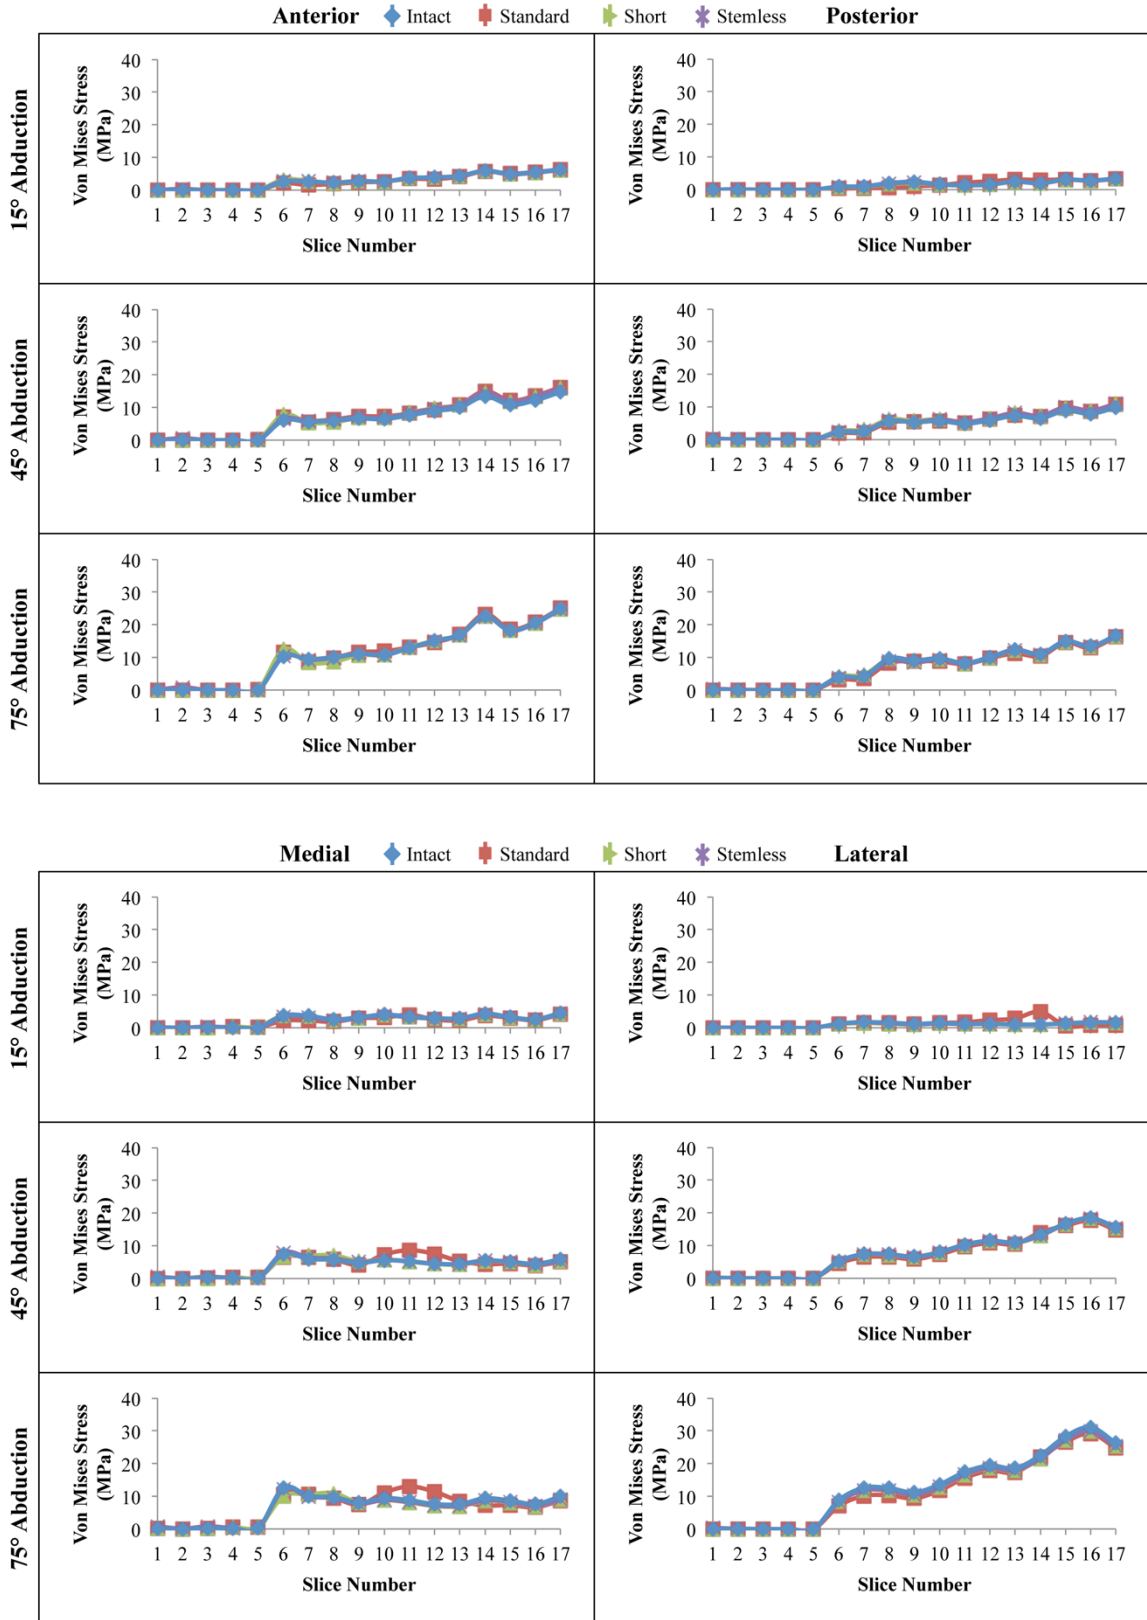 Anterior Intact Standard Short Stemless Posterior
15° Abduction
Von Mises Stress
(MPa)
40
30
20
10
0
1 2 3 4 5 6 7 8 9 10 11 12 13 14 15 16 17
Slice Number
Von Mises Stress
(MPa)
40
30
20
10
0
1 2 3 4 5 6 7 8 9 10 11 12 13 14 15 16 17
Slice Number
45° Abduction
Von Mises Stress
(MPa)
40
30
20
10
0
1 2 3 4 5 6 7 8 9 10 11 12 13 14 15 16 17
Slice Number
Von Mises Stress
(MPa)
40
30
20
10
0
1 2 3 4 5 6 7 8 9 10 11 12 13 14 15 16 17
Slice Number
75° Abduction
Von Mises Stress
(MPa)
40
30
20
10
0
1 2 3 4 5 6 7 8 9 10 11 12 13 14 15 16 17
Slice Number
Von Mises Stress
(MPa)
40
30
20
10
0
1 2 3 4 5 6 7 8 9 10 11 12 13 14 15 16 17
Slice Number
Medial Intact Standard Short Stemless Lateral
15° Abduction
Von Mises Stress
(MPa)
40
30
20
10
0
1 2 3 4 5 6 7 8 9 10 11 12 13 14 15 16 17
Slice Number
Von Mises Stress
(MPa)
40
30
20
10
0
1 2 3 4 5 6 7 8 9 10 11 12 13 14 15 16 17
Slice Number
45° Abduction
Von Mises Stress
(MPa)
40
30
20
10
0
1 2 3 4 5 6 7 8 9 10 11 12 13 14 15 16 17
Slice Number
Von Mises Stress
(MPa)
40
30
20
10
0
1 2 3 4 5 6 7 8 9 10 11 12 13 14 15 16 17
Slice Number
75° Abduction
Von Mises Stress
(MPa)
40
30
20
10
0
1 2 3 4 5 6 7 8 9 10 11 12 13 14 15 16 17
Slice Number
Von Mises Stress
(MPa)
40
30
20
10
0
1 2 3 4 5 6 7 8 9 10 11 12 13 14 15 16 17
Slice Number